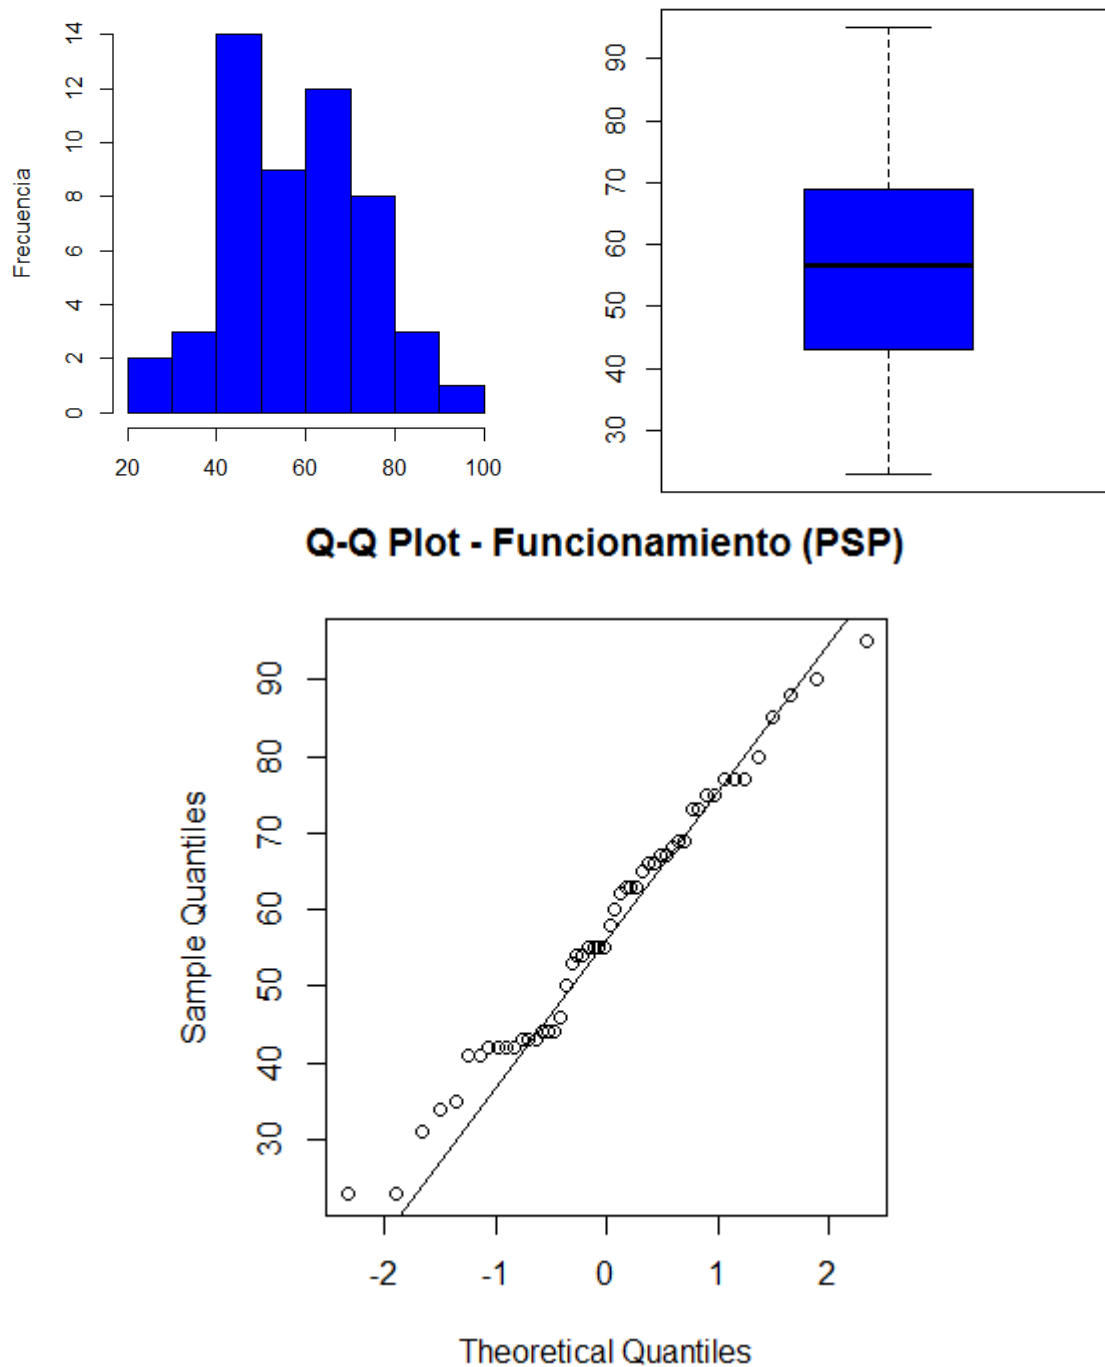 Frecuencia
0 2 4 6 8 10 12 14
20 40 60 80 100
30 40 50 60 70 80 90
Q-Q Plot - Funcionamiento (PSP)
Sample Quantiles
30 40 50 60 70 80 90
-2 -1 0 1 2
Theoretical Quantiles